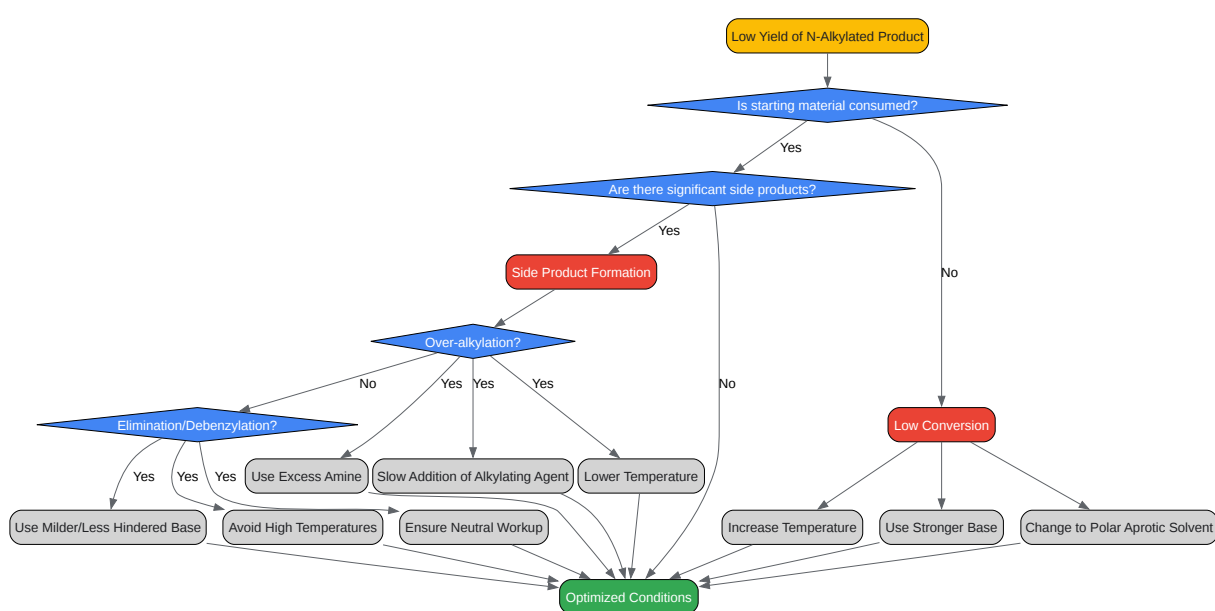 Low Yield of N-Alkylated Product
Is starting material consumed?
Yes
Are there significant side products?
Yes
Side Product Formation
No
No
Over-alkylation?
No
Yes
Yes
Yes
Elimination/Debenzylation?
Low Conversion
Yes
Yes
Yes
Use Excess Amine
Slow Addition of Alkylating Agent
Lower Temperature
Use Milder/Less Hindered Base
Avoid High Temperatures
Ensure Neutral Workup
Increase Temperature
Use Stronger Base
Change to Polar Aprotic Solvent
Optimized Conditions